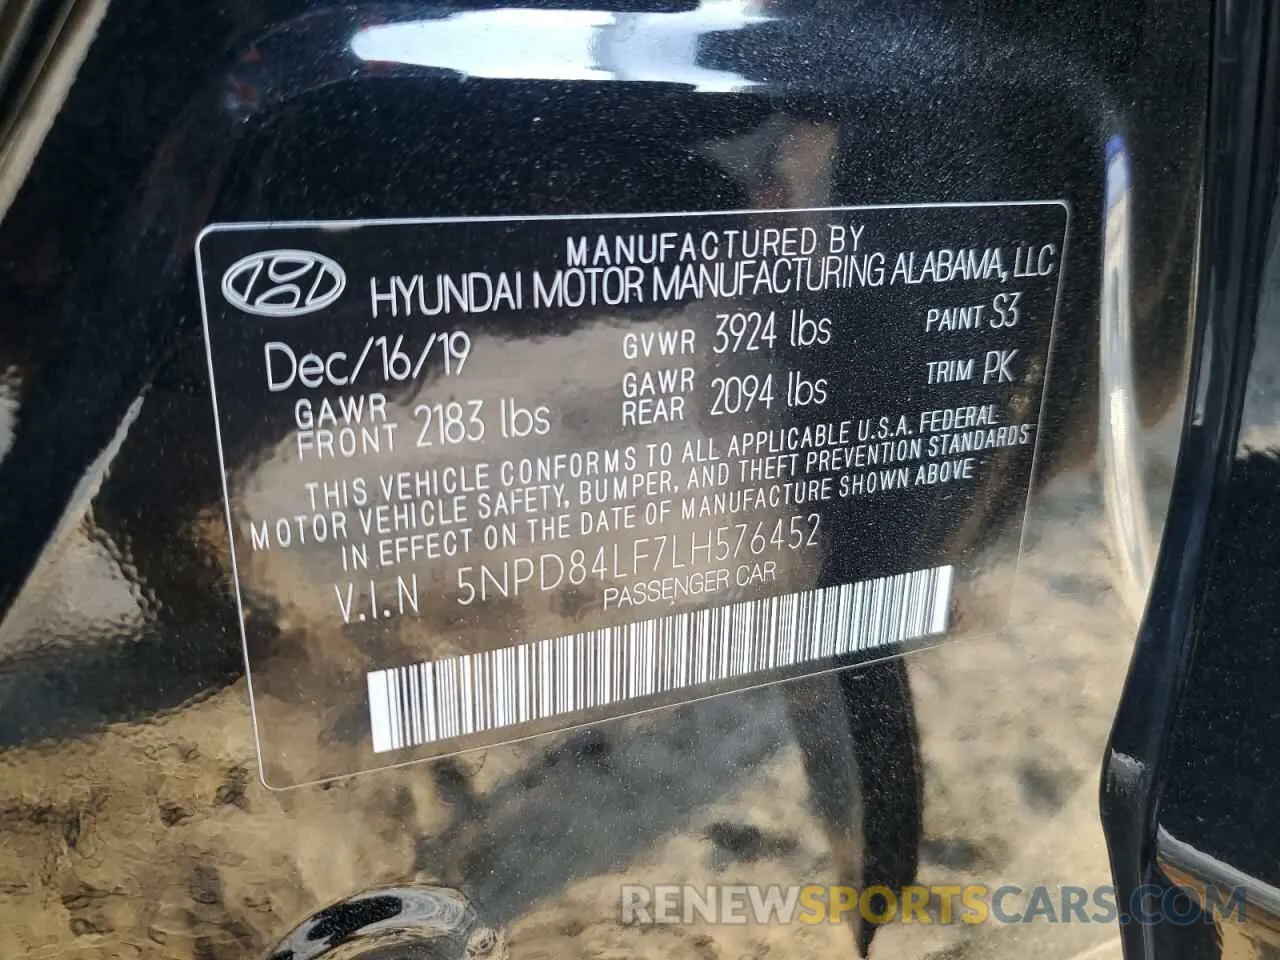 MANUFACTURED BY
HYUNDAI MOTOR MANUFACTURING ALABAMA, LLC
Dec/16/19 GVWR 3924 lbs PAINT S3
GAWR FRONT 2183 lbs GAWR REAR 2094 lbs TRIM PK
THIS VEHICLE CONFORMS TO ALL APPLICABLE U.S.A. FEDERAL
MOTOR VEHICLE SAFETY, BUMPER, AND THEFT PREVENTION STANDARDS
IN EFFECT ON THE DATE OF MANUFACTURE SHOWN ABOVE
V.I.N 5NPD84LF7LH576452
PASSENGER CAR
RENEWSPORTSCARS.COM